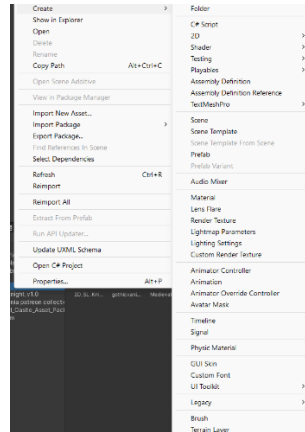 Create
Show in Explorer
Open
Delete
Rename
Copy Path Alt+Ctrl+C
Open Scene Additive
View in Package Manager
Import New Asset...
Import Package
Export Package...
Find References In Scene
Select Dependencies
Refresh Ctrl+R
Reimport
Reimport All
Extract From Prefab
Run API Updater...
Update UXML Schema
Open C# Project
Properties... Alt+P
Folder
C# Script
2D
Shader
Testing
Playables
Assembly Definition
Assembly Definition Reference
TextMeshPro
Scene
Scene Template
Scene Template From Scene
Prefab
Prefab Variant
Audio Mixer
Material
Lens Flare
Render Texture
Lightmap Parameters
Lighting Settings
Custom Render Texture
Animator Controller
Animation
Animator Override Controller
Avatar Mask
Timeline
Signal
Physic Material
GUI Skin
Custom Font
UI Toolkit
Legacy
Brush
Terrain Layer